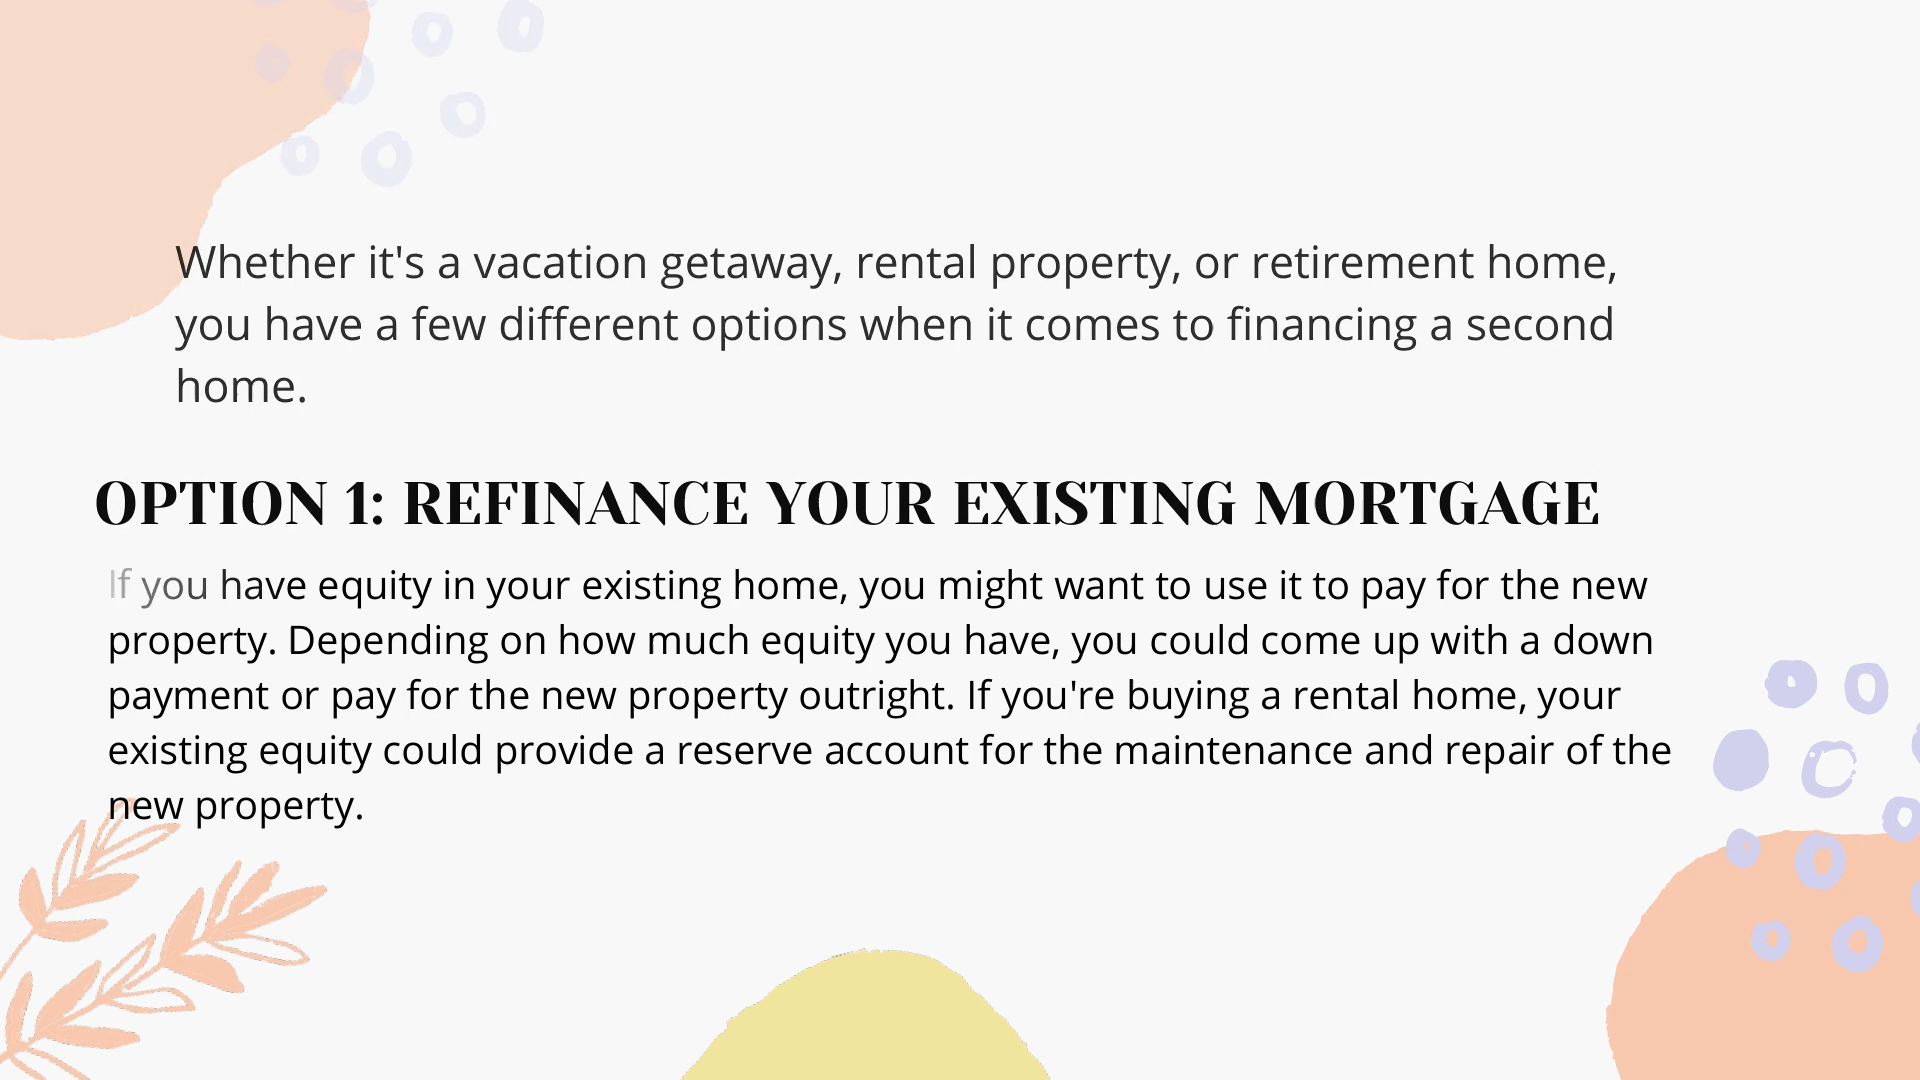 Whether it's a vacation getaway, rental property, or retirement home,
you have a few different options when it comes to financing a second
home.
OPTION 1: REFINANCE YOUR EXISTING MORTGAGE
If you have equity in your existing home, you might want to use it to pay for the new
property. Depending on how much equity you have, you could come up with a down
payment or pay for the new property outright. If you're buying a rental home, your
existing equity could provide a reserve account for the maintenance and repair of the
new property.